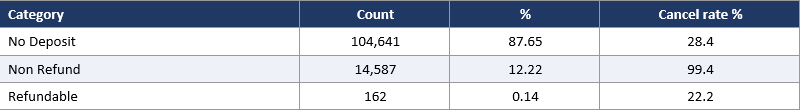 Category Count % Cancel rate %
No Deposit 104,641 87.65 28.4
Non Refund 14,587 12.22 99.4
Refundable 162 0.14 22.2